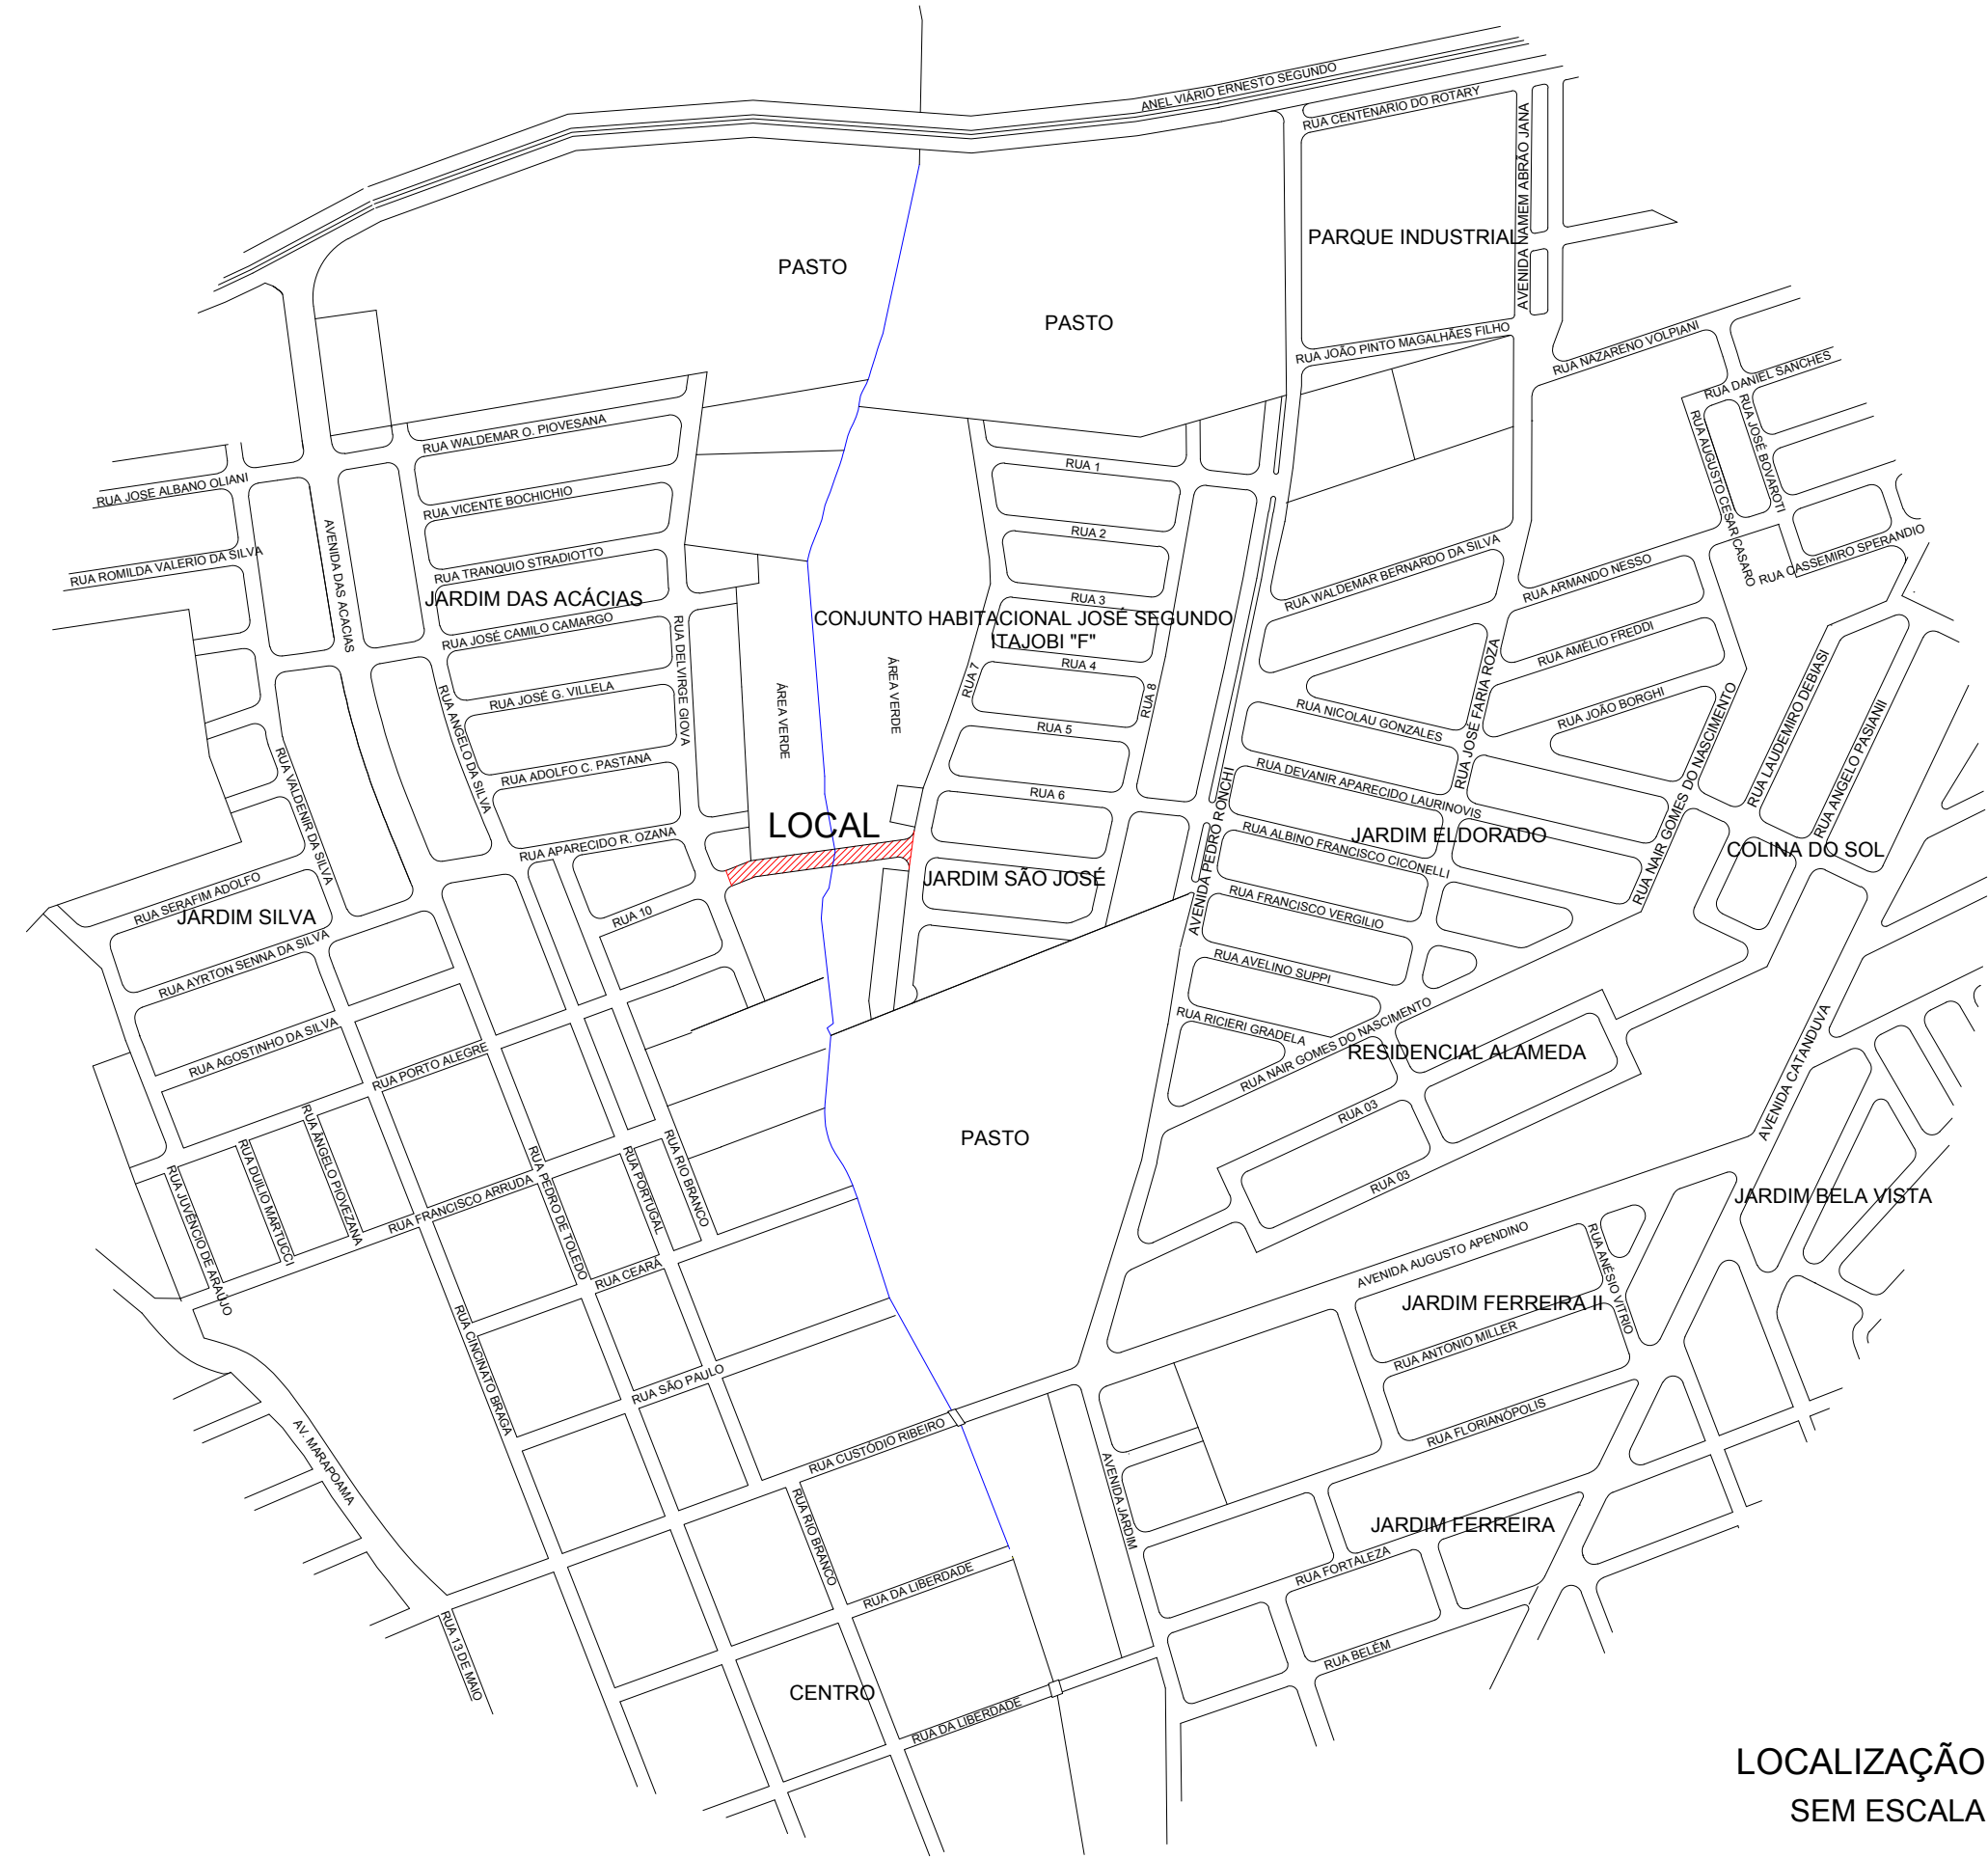 ANEL VIÁRIO ERNESTO SEGUNDO
RUA CENTENARIO DO ROTARY
AVENIDA NAMEM ABRÃO JANA
PARQUE INDUSTRIAL
PASTO
PASTO
RUA JOÃO PINTO MAGALHÃES FILHO
RUA NAZARENO VOLPIANI
RUA DANIEL SANCHES
RUA JOSÉ BOVAROTI
RUA AUGUSTO CESAR CASARO
RUA CASSEMIRO SPERANDIO
RUA WALDEMAR O. PIOVESANA
RUA VICENTE BOCHICHIO
RUA TRANQUIO STRADIOTTO
JARDIM DAS ACÁCIAS
RUA JOSÉ CAMILO CAMARGO
RUA JOSÉ G. VILLELA
RUA ADOLFO C. PASTANA
RUA APARECIDO R. OZANA
RUA 10
RUA JOSE ALBANO OLIANI
RUA ROMILDA VALERIO DA SILVA
AVENIDA DAS ACACIAS
RUA ANGELO DA SILVA
RUA DELVIRGE GIOVA
RUA VALDENIR DA SILVA
ÁREA VERDE
ÁREA VERDE
CONJUNTO HABITACIONAL JOSÉ SEGUNDO
ITAJOBI "F"
RUA 1
RUA 2
RUA 3
RUA 4
RUA 5
RUA 6
RUA 7
RUA 8
LOCAL
JARDIM SÃO JOSÉ
AVENIDA PEDRO RONCHI
RUA WALDEMAR BERNARDO DA SILVA
RUA ARMANDO NESSO
RUA AMÉLIO FREDDI
RUA JOÃO BORGHI
RUA NICOLAU GONZALES
RUA JOSÉ FARIA ROZA
RUA DEVANIR APARECIDO LAURINOVIS
JARDIM ELDORADO
RUA ALBINO FRANCISCO CICONELLI
RUA FRANCISCO VERGILIO
RUA AVELINO SUPPI
RUA RICIERI GRADELA
RUA NAIR GOMES DO NASCIMENTO
RUA NAIR GOMES DO NASCIMENTO
RUA LAUDEMIRO DEBIASI
RUA ANGELO PASIANII
COLINA DO SOL
RESIDENCIAL ALAMEDA
RUA 03
RUA 03
AVENIDA CATANDUVA
JARDIM BELA VISTA
JARDIM SILVA
RUA SERAFIM ADOLFO
RUA AYRTON SENNA DA SILVA
RUA AGOSTINHO DA SILVA
RUA PORTO ALEGRE
RUA JUVÊNCIO DE ARAÚJO
RUA DUILIO MARTUCCI
RUA ÂNGELO PIOVEZANA
RUA FRANCISCO ARRUDA
RUA PEDRO DE TOLEDO
RUA PORTUGAL
RUA RIO BRANCO
RUA CEARÁ
RUA CINCINATO BRAGA
RUA SÃO PAULO
PASTO
AVENIDA AUGUSTO APENDINO
RUA ANÉSIO VITRIO
JARDIM FERREIRA II
RUA ANTONIO MILLER
RUA FLORIANÓPOLIS
AV. MARAPOAMA
RUA CUSTÓDIO RIBEIRO
RUA RIO BRANCO
AVENIDA JARDIM
JARDIM FERREIRA
RUA FORTALEZA
RUA BELÉM
RUA DA LIBERDADE
RUA 13 DE MAIO
CENTRO
RUA DA LIBERDADE
LOCALIZAÇÃO
SEM ESCALA